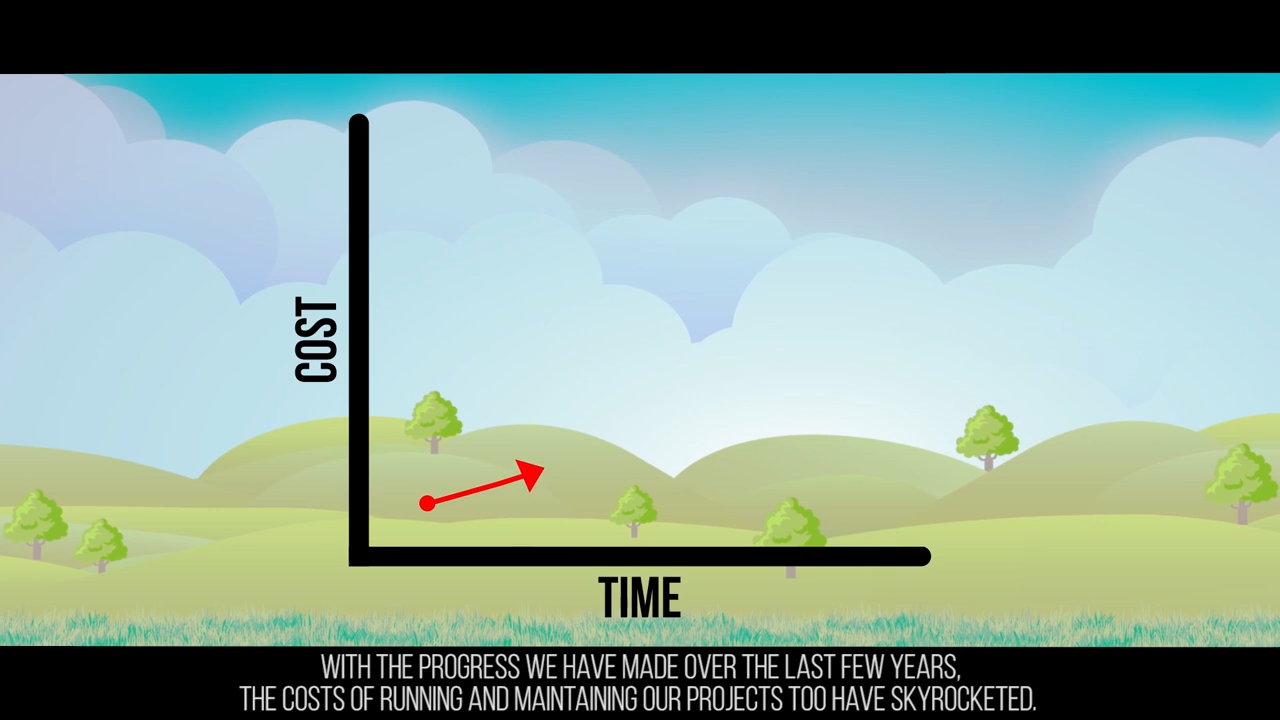 COST
TIME
WITH THE PROGRESS WE HAVE MADE OVER THE LAST FEW YEARS,
THE COSTS OF RUNNING AND MAINTAINING OUR PROJECTS TOO HAVE SKYROCKETED.